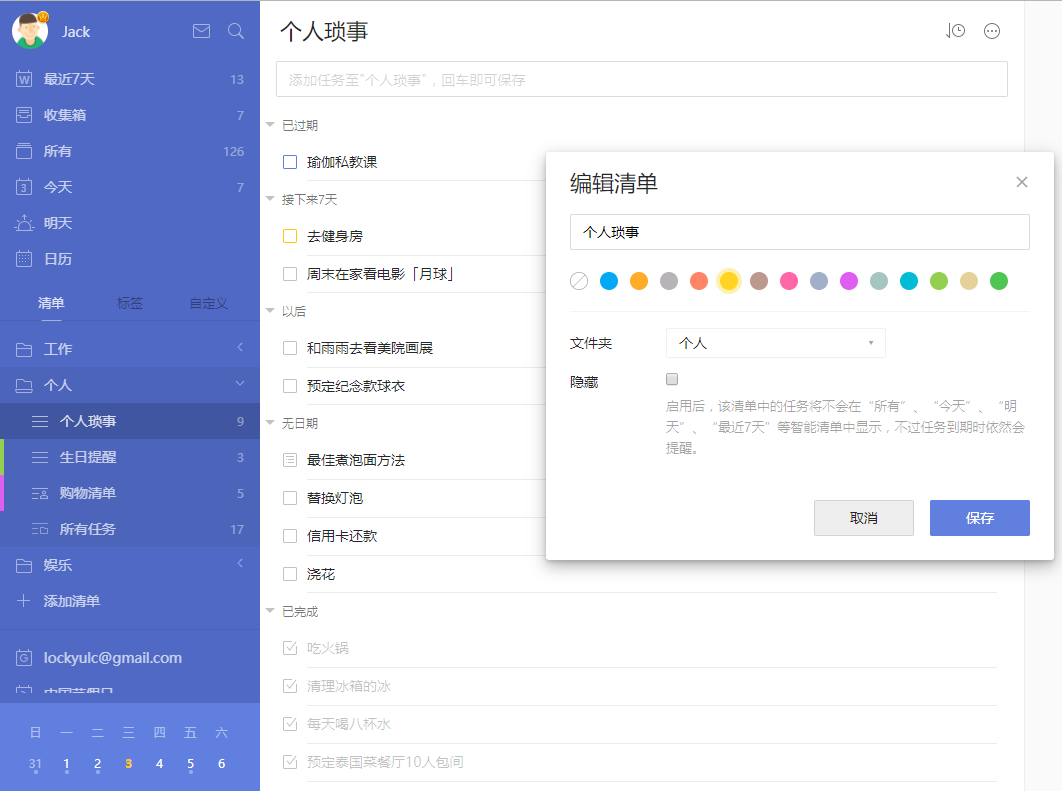 Jack
W 最近7天 13
收集箱 7
所有 126
3 今天 7
明天
日历
清单 标签 自定义
工作
个人
个人琐事 9
生日提醒 3
购物清单 5
所有任务 17
娱乐
添加清单
G lockyulc@gmail.com
中国节假日
日 一 二 三 四 五 六
31 1 2 3 4 5 6
个人琐事
添加任务至"个人琐事"，回车即可保存
已过期
瑜伽私教课
接下来7天
去健身房
周末在家看电影「月球」
以后
和雨雨去看美院画展
预定纪念款球衣
无日期
最佳煮泡面方法
替换灯泡
信用卡还款
浇花
已完成
吃火锅
清理冰箱的冰
每天喝八杯水
预定泰国菜餐厅10人包间
编辑清单
个人琐事
文件夹 个人
隐藏
启用后，该清单中的任务将不会在“所有”、“今天”、“明
天”、“最近7天”等智能清单中显示，不过任务到期时依然会
提醒。
取消 保存